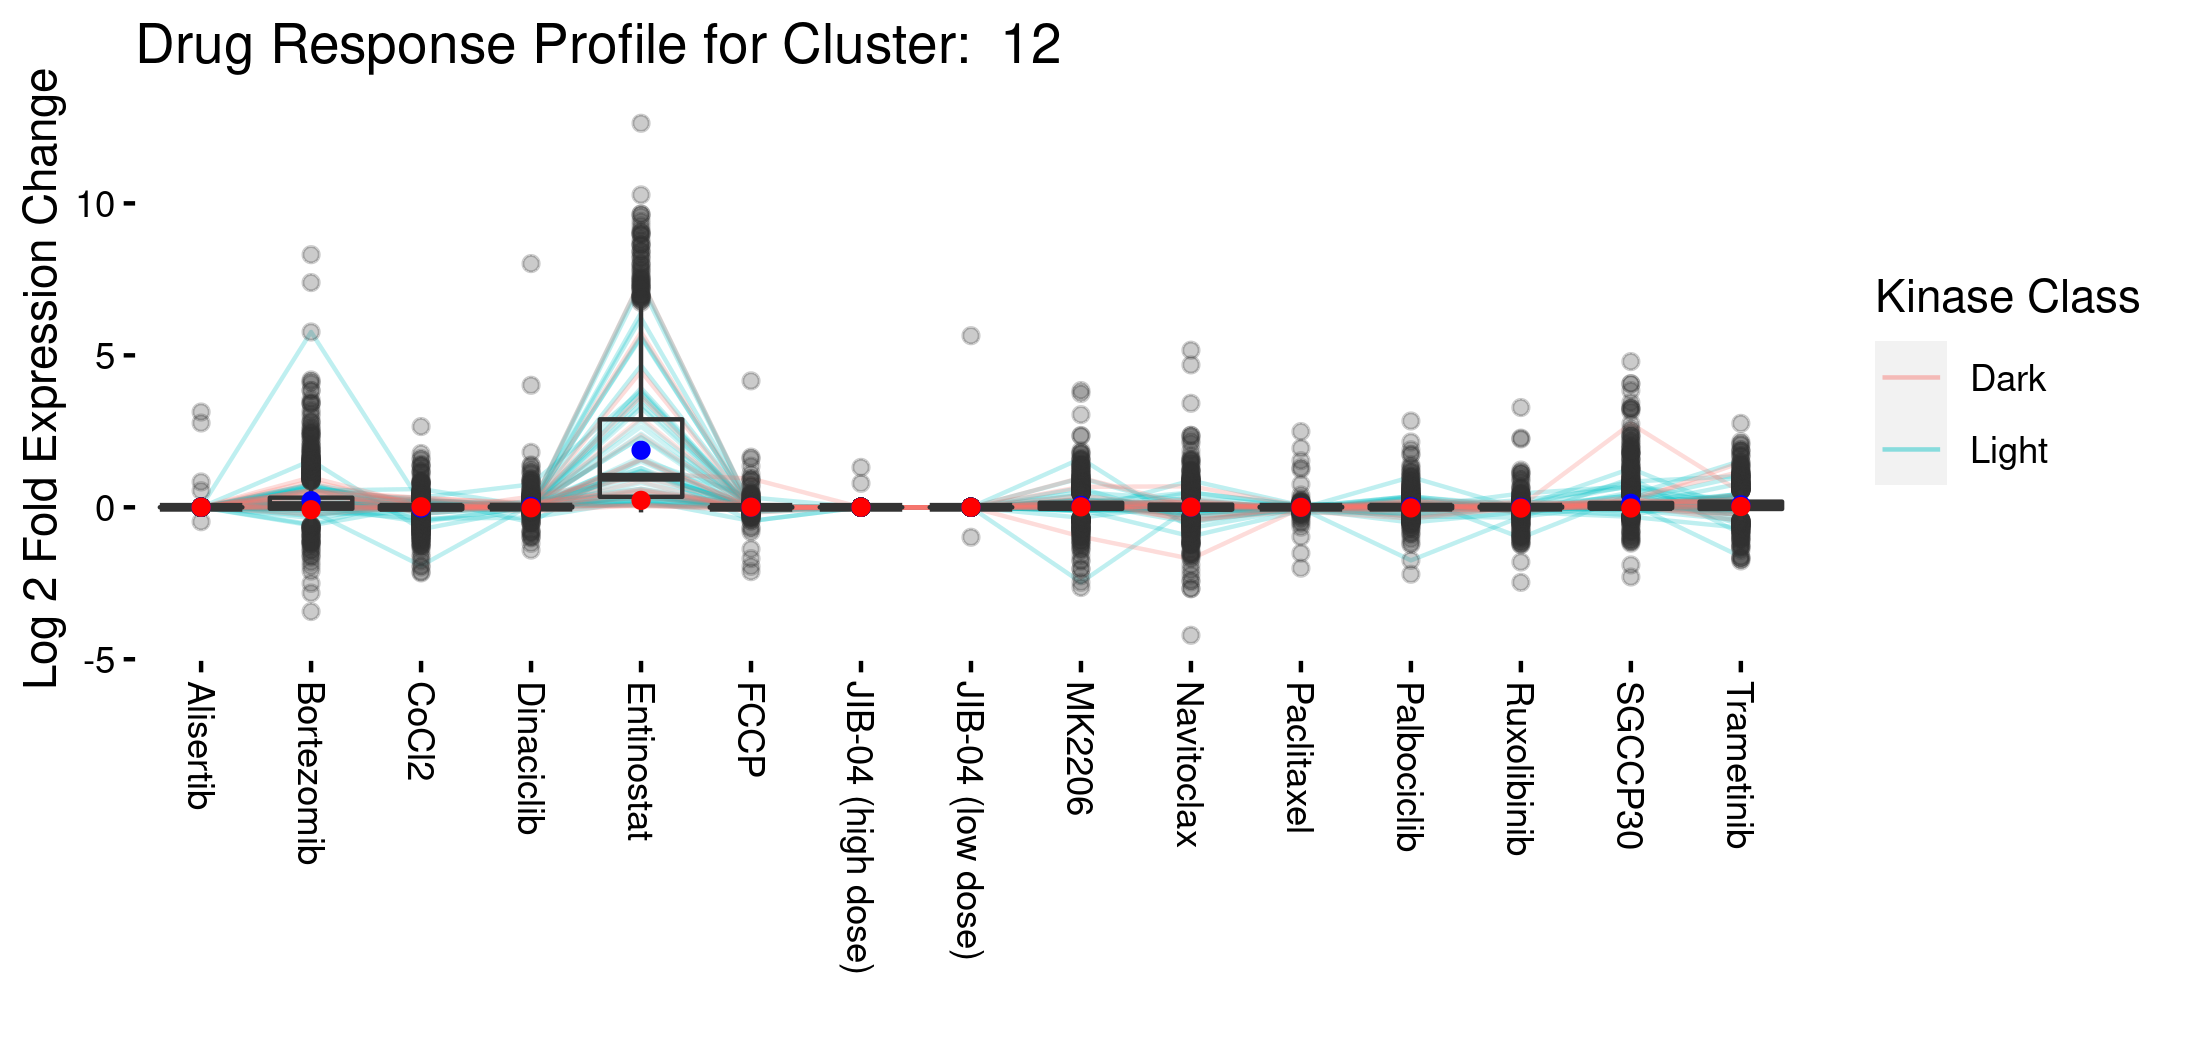 Drug Response Profile for Cluster: 12
Log 2 Fold Expression Change
10
5
0
-5
Alisertib
Bortezomib
CoCl2
Dinaciclib
Entinostat
FCCP
JIB-04 (high dose)
JIB-04 (low dose)
MK2206
Navitoclax
Paclitaxel
Palbociclib
Ruxolibinib
SGCCP30
Trametinib
Kinase Class
Dark
Light